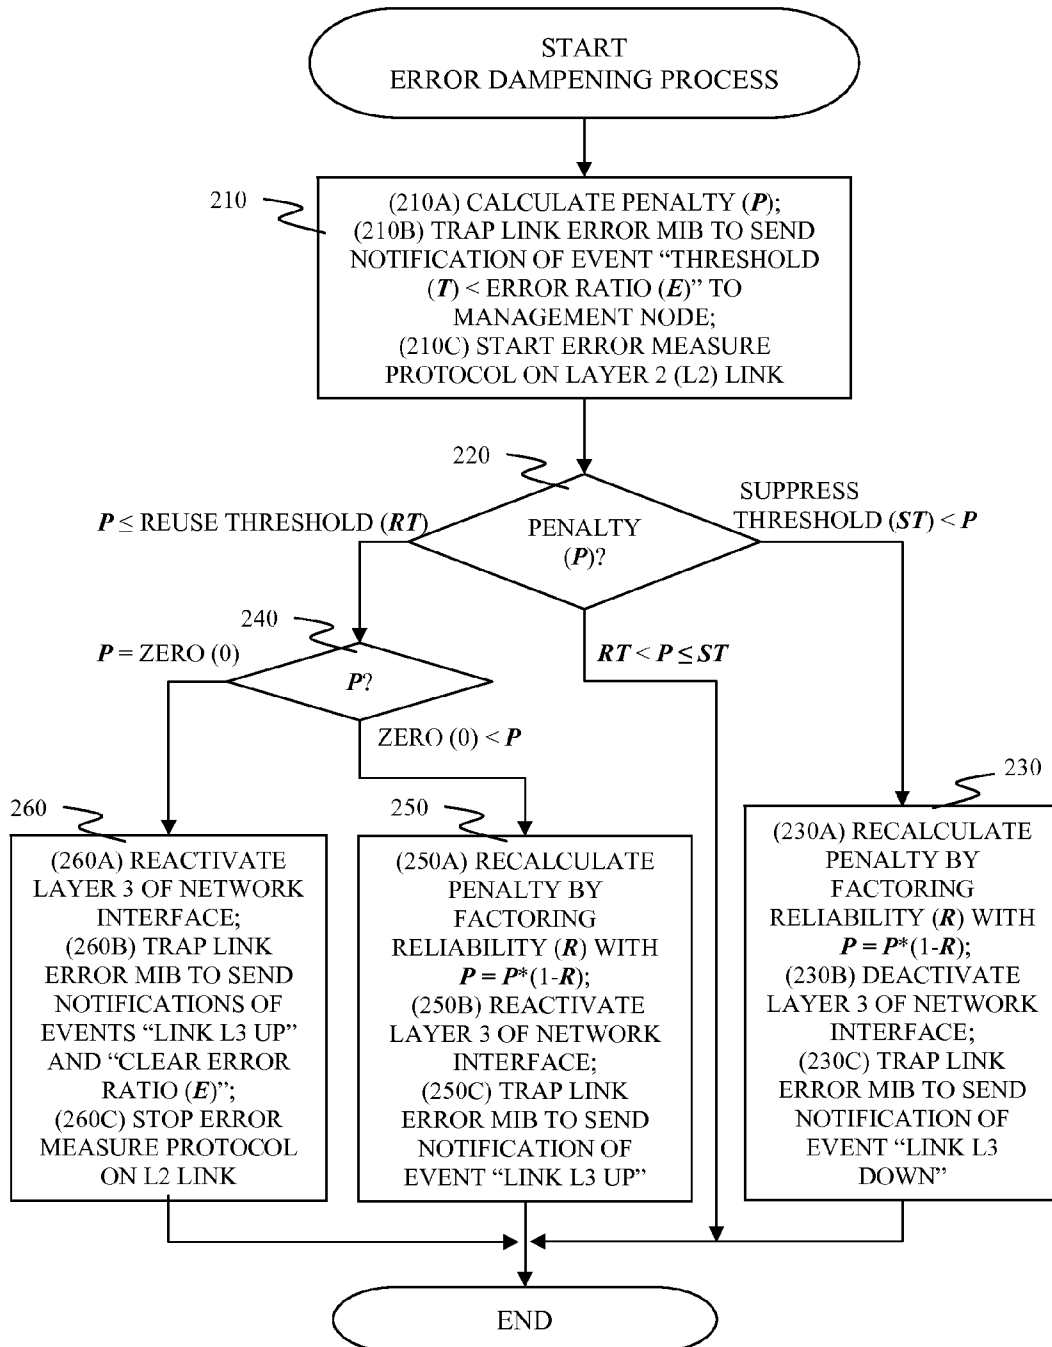 START
ERROR DAMPENING PROCESS
210
(210A) CALCULATE PENALTY (P);
(210B) TRAP LINK ERROR MIB TO SEND
NOTIFICATION OF EVENT “THRESHOLD
(T) < ERROR RATIO (E)” TO
MANAGEMENT NODE;
(210C) START ERROR MEASURE
PROTOCOL ON LAYER 2 (L2) LINK
220
P ≤ REUSE THRESHOLD (RT)
PENALTY
(P)?
SUPPRESS
THRESHOLD (ST) < P
240
P = ZERO (0)
P?
RT < P ≤ ST
ZERO (0) < P
260
(260A) REACTIVATE
LAYER 3 OF NETWORK
INTERFACE;
(260B) TRAP LINK
ERROR MIB TO SEND
NOTIFICATIONS OF
EVENTS “LINK L3 UP”
AND “CLEAR ERROR
RATIO (E)”;
(260C) STOP ERROR
MEASURE PROTOCOL
ON L2 LINK
250
(250A) RECALCULATE
PENALTY BY
FACTORING
RELIABILITY (R) WITH
P = P*(1-R);
(250B) REACTIVATE
LAYER 3 OF NETWORK
INTERFACE;
(250C) TRAP LINK
ERROR MIB TO SEND
NOTIFICATION OF
EVENT “LINK L3 UP”
230
(230A) RECALCULATE
PENALTY BY
FACTORING
RELIABILITY (R) WITH
P = P*(1-R);
(230B) DEACTIVATE
LAYER 3 OF NETWORK
INTERFACE;
(230C) TRAP LINK
ERROR MIB TO SEND
NOTIFICATION OF
EVENT “LINK L3
DOWN”
END